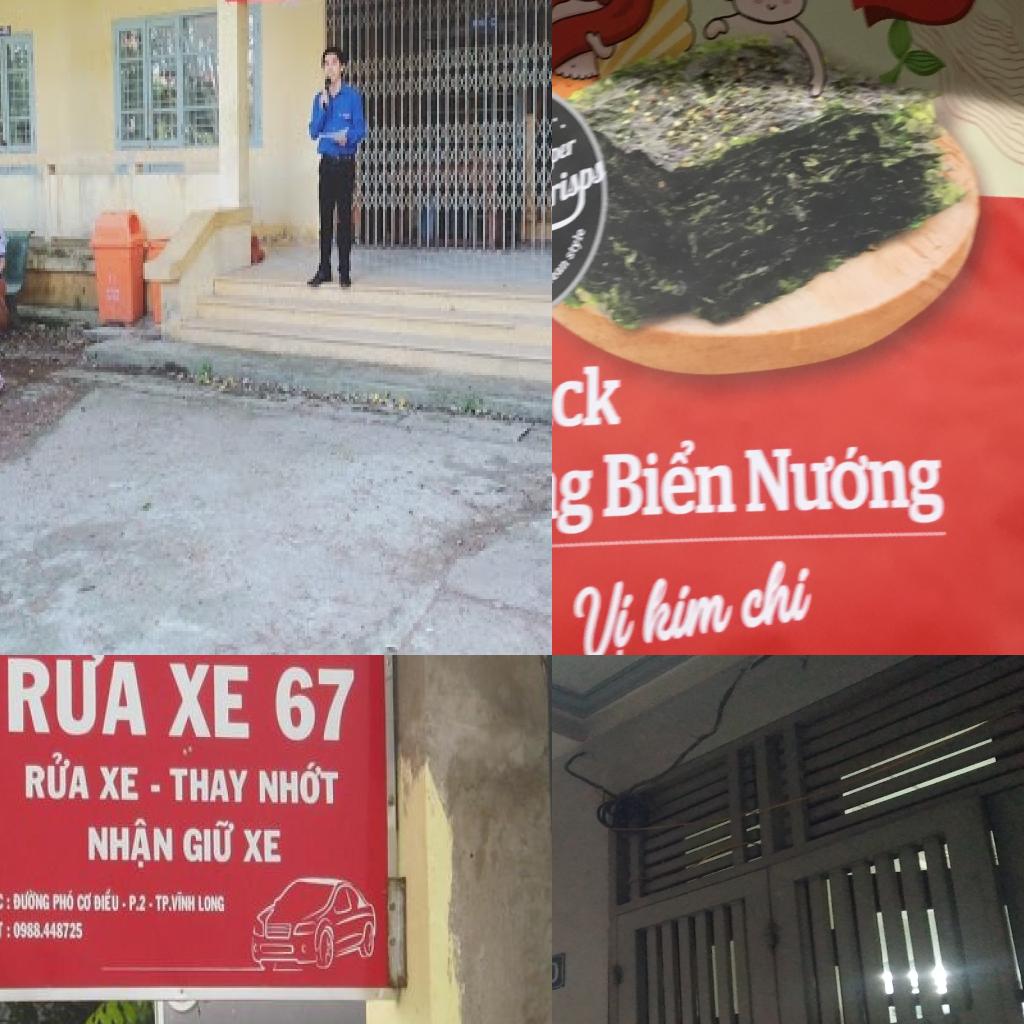 ck
Biển Nướng
Vị kim chi
RỬA XE 67
RỬA XE - THAY NHỚT
NHẬN GIỮ XE
: ĐƯỜNG PHÓ CƠ ĐIỀU - P.2 - TP.VĨNH LONG
: 0988.448725